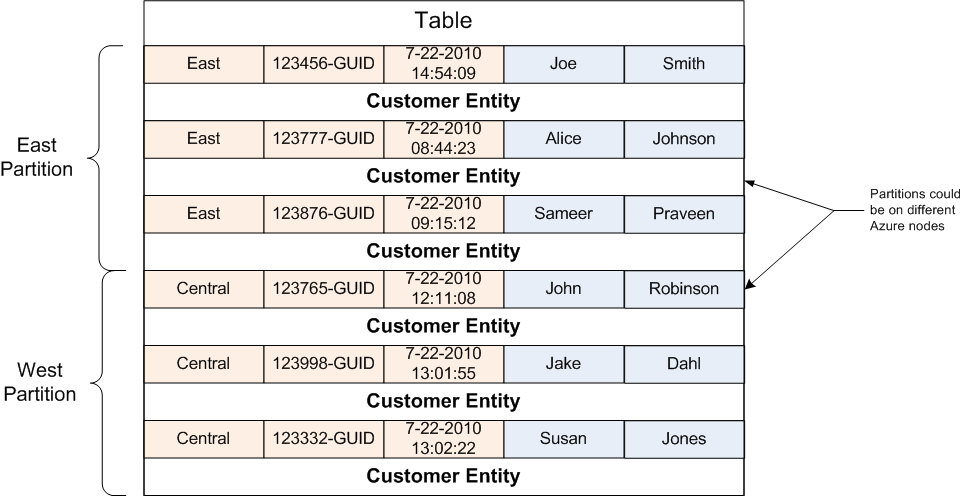 Table
East 123456-GUID 7-22-2010 14:54:09 Joe Smith
Customer Entity
East 123777-GUID 7-22-2010 08:44:23 Alice Johnson
Customer Entity
East 123876-GUID 7-22-2010 09:15:12 Sameer Praveen
Customer Entity
Central 123765-GUID 7-22-2010 12:11:08 John Robinson
Customer Entity
Central 123998-GUID 7-22-2010 13:01:55 Jake Dahl
Customer Entity
Central 123332-GUID 7-22-2010 13:02:22 Susan Jones
Customer Entity
East
Partition
West
Partition
Partitions could
be on different
Azure nodes